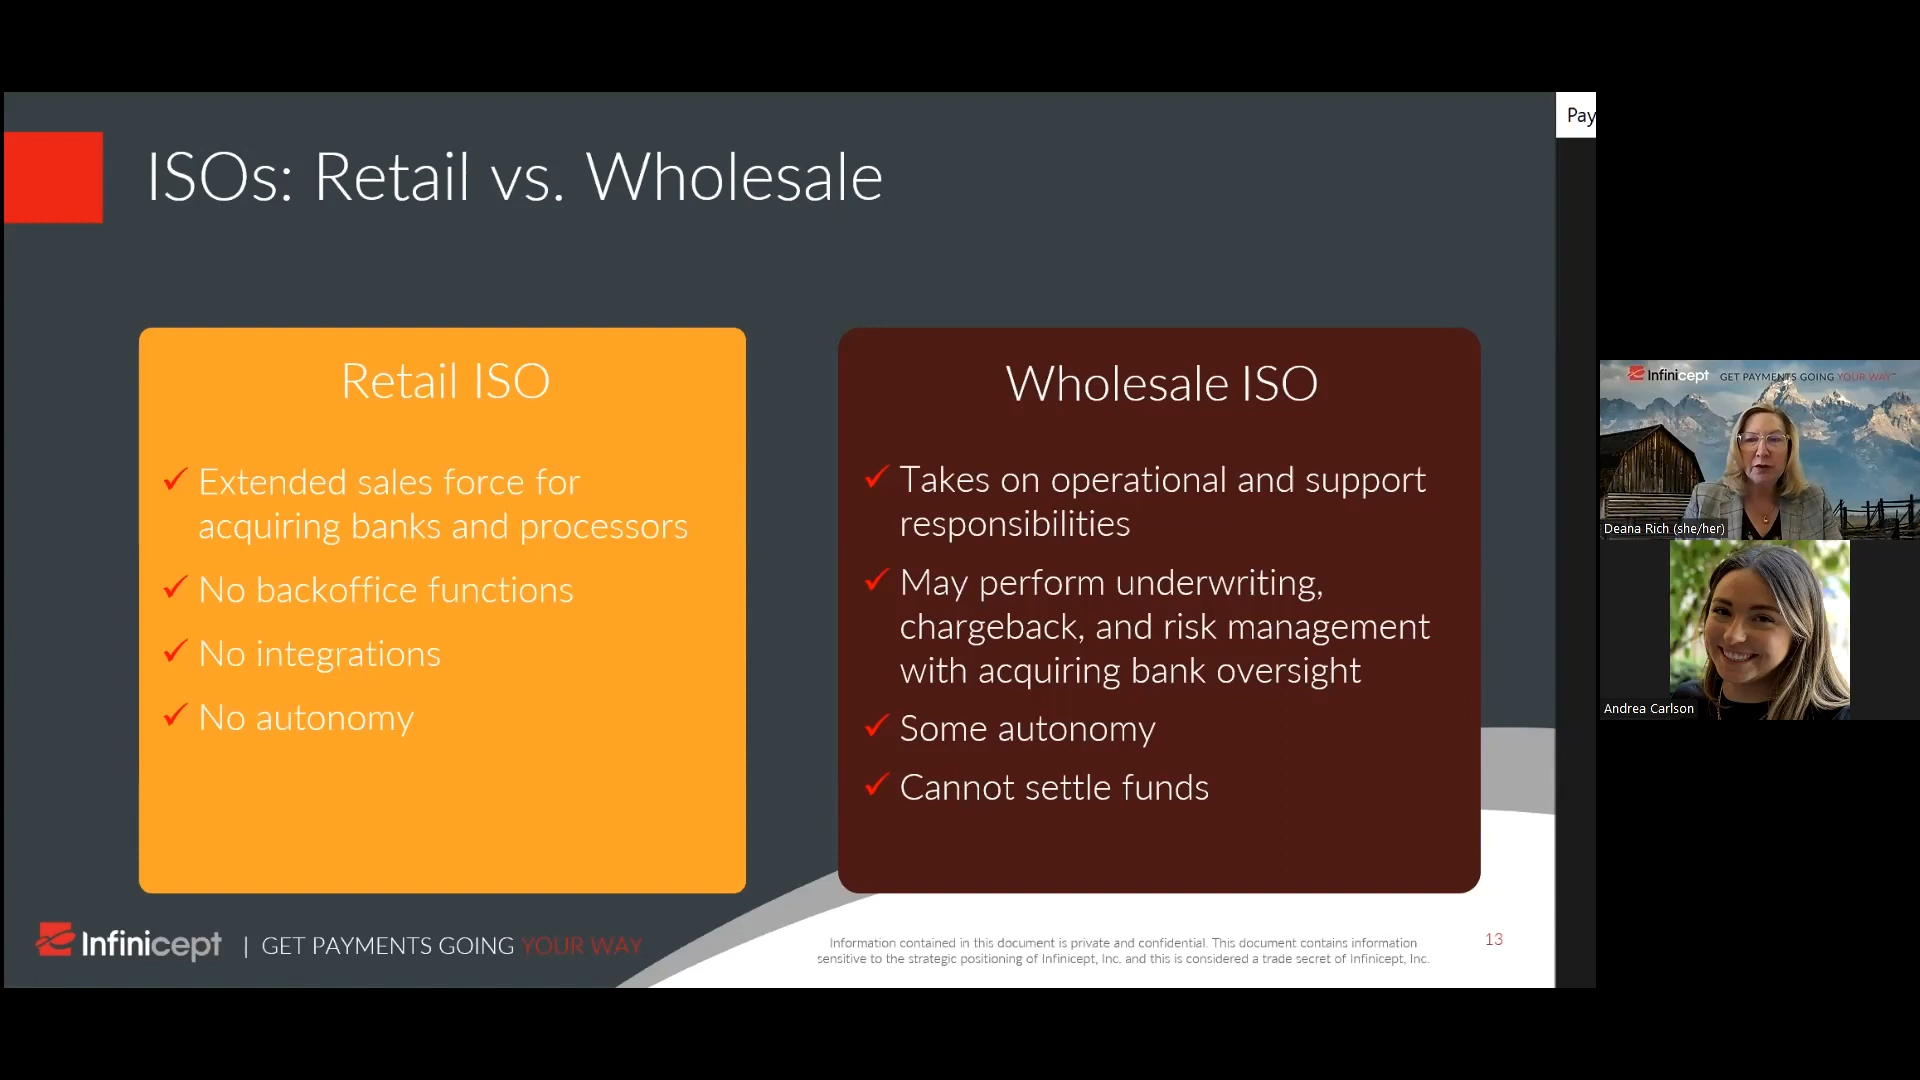 Pay
ISOs: Retail vs. Wholesale
Retail ISO
Extended sales force for
acquiring banks and processors
No backoffice functions
No integrations
No autonomy
Wholesale ISO
Takes on operational and support
responsibilities
May perform underwriting,
chargeback, and risk management
with acquiring bank oversight
Some autonomy
Cannot settle funds
Infinicept | GET PAYMENTS GOING YOUR WAY
Information contained in this document is private and confidential. This document contains information
sensitive to the strategic positioning of Infinicept, Inc. and this is considered a trade secret of Infinicept, Inc.
13
Infinicept GET PAYMENTS GOING YOUR WAY™
Deana Rich (she/her)
Andrea Carlson